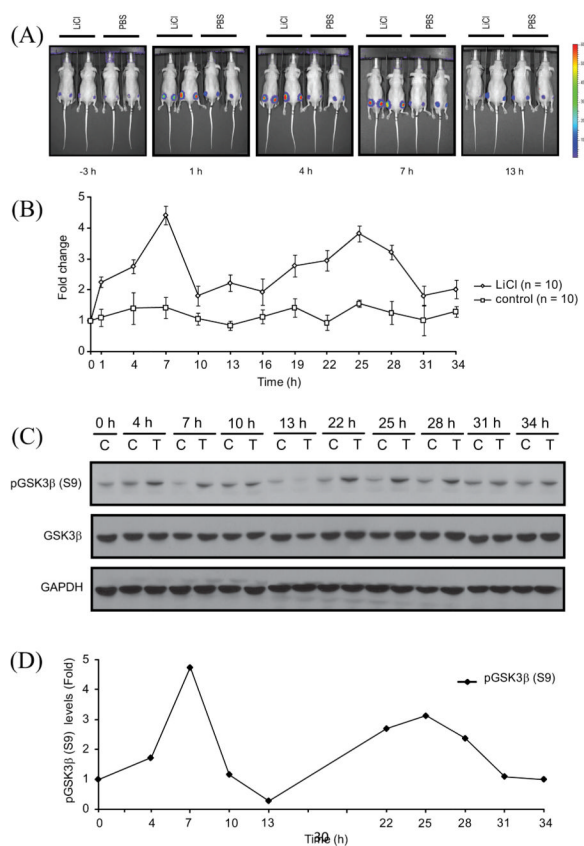 (A)
LiCl PBS LiCl PBS LiCl PBS LiCl PBS LiCl PBS
-3 h 1 h 4 h 7 h 13 h
(B)
Fold change
5
4
3
2
1
0
0 1 4 7 10 13 16 19 22 25 28 31 34
Time (h)
LiCl (n = 10)
control (n = 10)
(C)
0 h 4 h 7 h 10 h 13 h 22 h 25 h 28 h 31 h 34 h
C C T C T C T C T C T C T C T C T C T
pGSK3β (S9)
GSK3β
GAPDH
(D)
pGSK3β (S9) levels (Fold)
5
4
3
2
1
0
0 4 7 10 13 22 25 28 31 34
30
Time (h)
pGSK3β (S9)